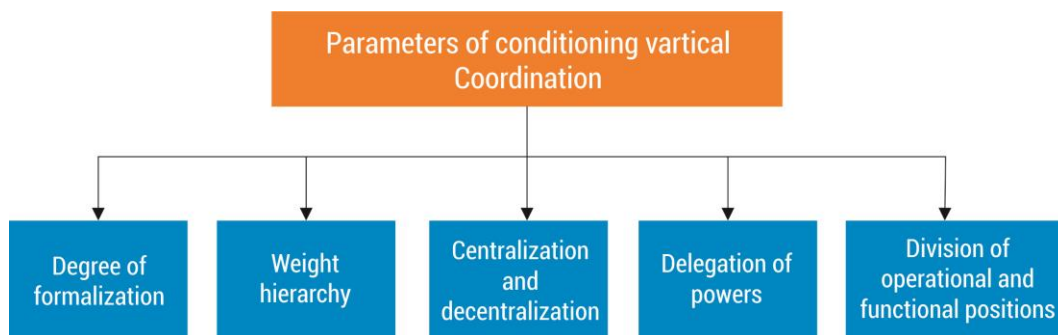 Parameters of conditioning vartical
Coordination
Degree of
formalization
Weight
hierarchy
Centralization
and
decentralization
Delegation of
powers
Division of
operational and
functional positions